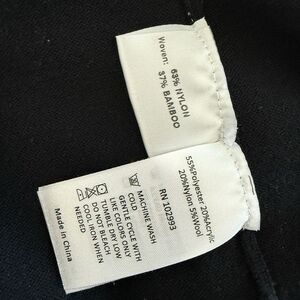 Woven:
63% NYLON
37% BAMBOO
55%Polyester 20%Acrylic
20%Nylon 5%Wool
RN 102993
MACHINE WASH
COLD
GENTLE CYCLE WITH
LIKE COLORS ONLY
DO NOT BLEACH
TUMBLE DRY LOW
COOL IRON WHEN
NEEDED
Made in China